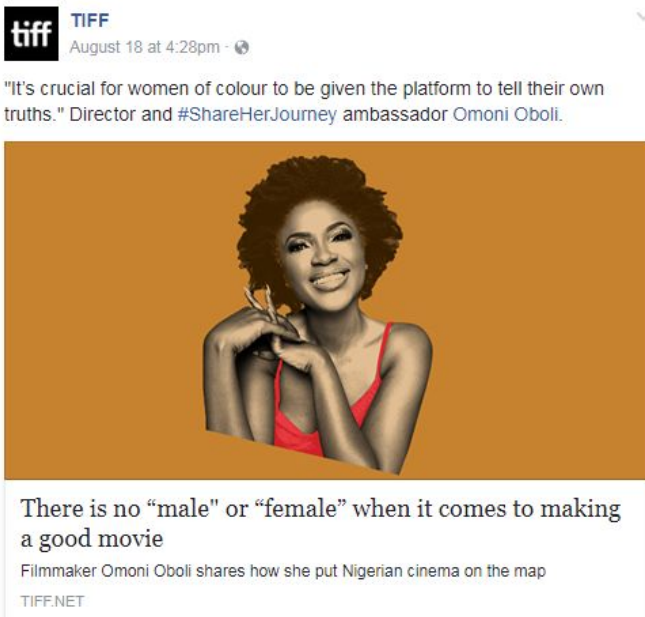 tiff
TIFF
August 18 at 4:28pm ·
"It's crucial for women of colour to be given the platform to tell their own
truths." Director and #ShareHerJourney ambassador Omoni Oboli.
There is no “male" or “female” when it comes to making
a good movie
Filmmaker Omoni Oboli shares how she put Nigerian cinema on the map
TIFF.NET